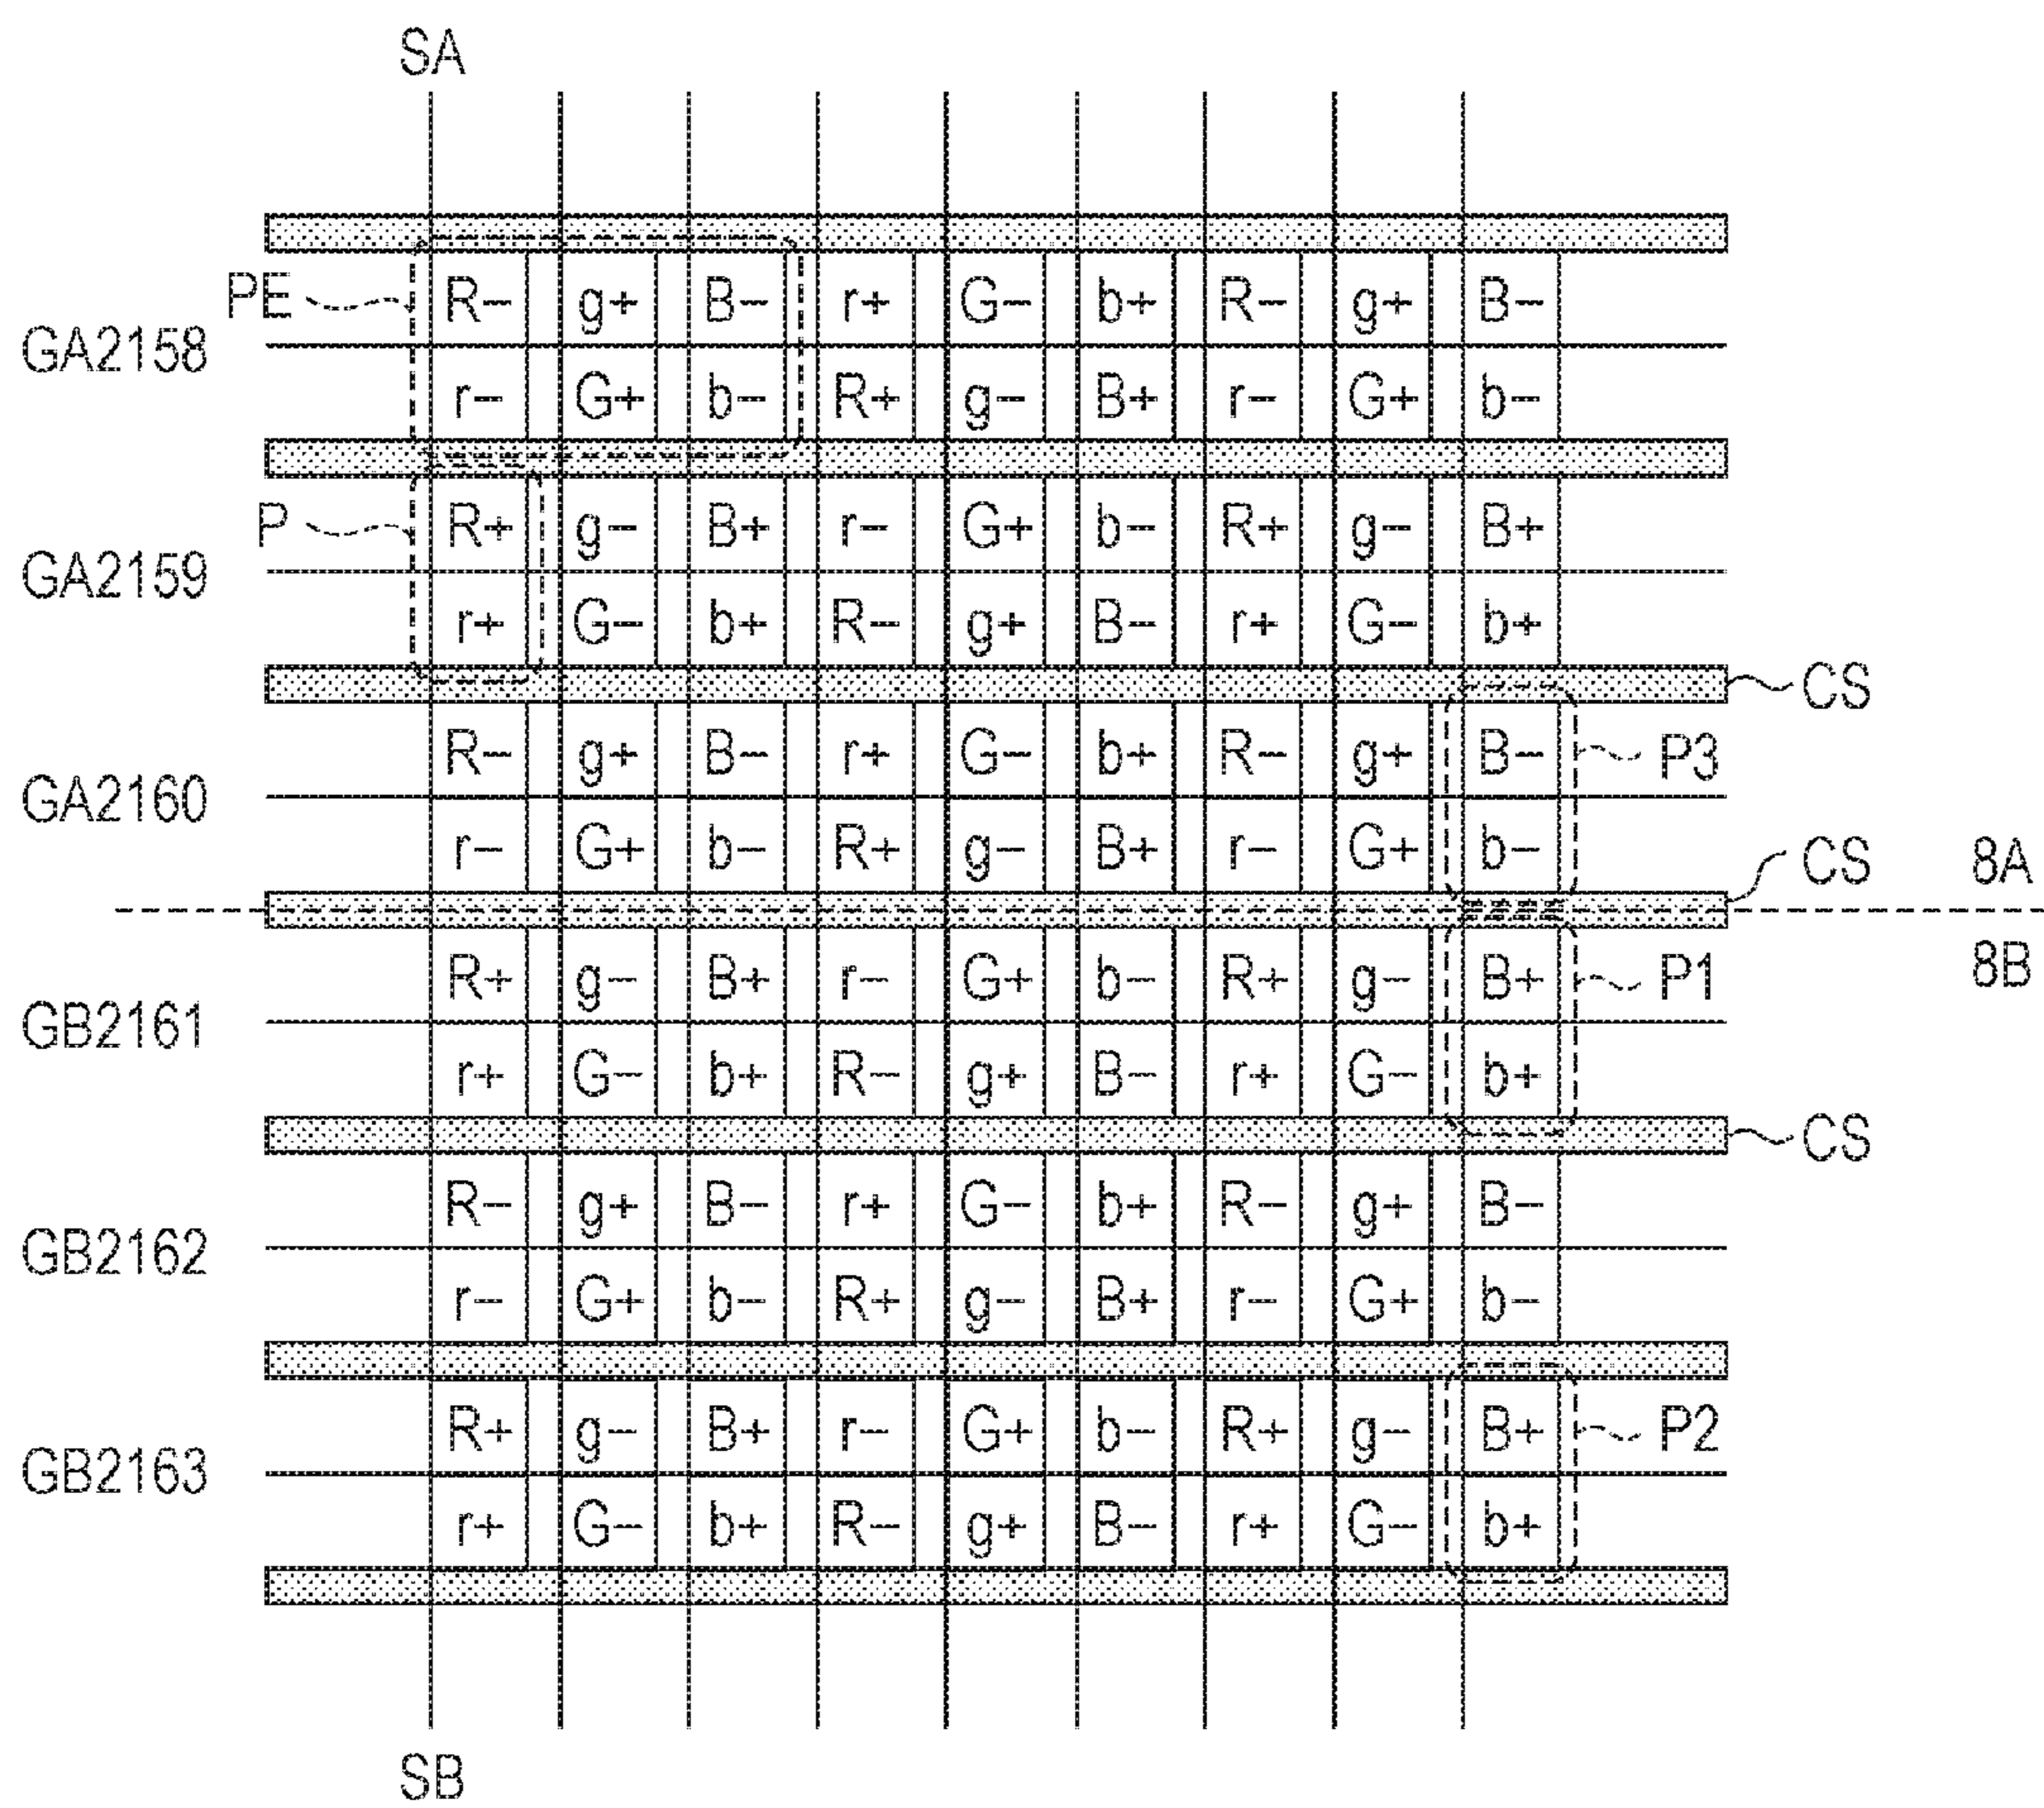 SA
PE R− g+ B− r+ G− b+ R− g+ B−
GA2158
r− G+ b− R+ g− B+ r− G+ b−
P R+ g− B+ r− G+ b− R+ g− B+
GA2159
r+ G− b+ R− g+ B− r+ G− b+
CS
R− g+ B− r+ G− b+ R− g+ B− P3
GA2160
r− G+ b− R+ g− B+ r− G+ b− CS 8A
R+ g− B+ r− G+ b− R+ g− B+ P1 8B
GB2161
r+ G− b+ R− g+ B− r+ G− b+
CS
R− g+ B− r+ G− b+ R− g+ B−
GB2162
r− G+ b− R+ g− B+ r− G+ b−
R+ g− B+ r− G+ b− R+ g− B+ P2
GB2163
r+ G− b+ R− g+ B− r+ G− b+
SB